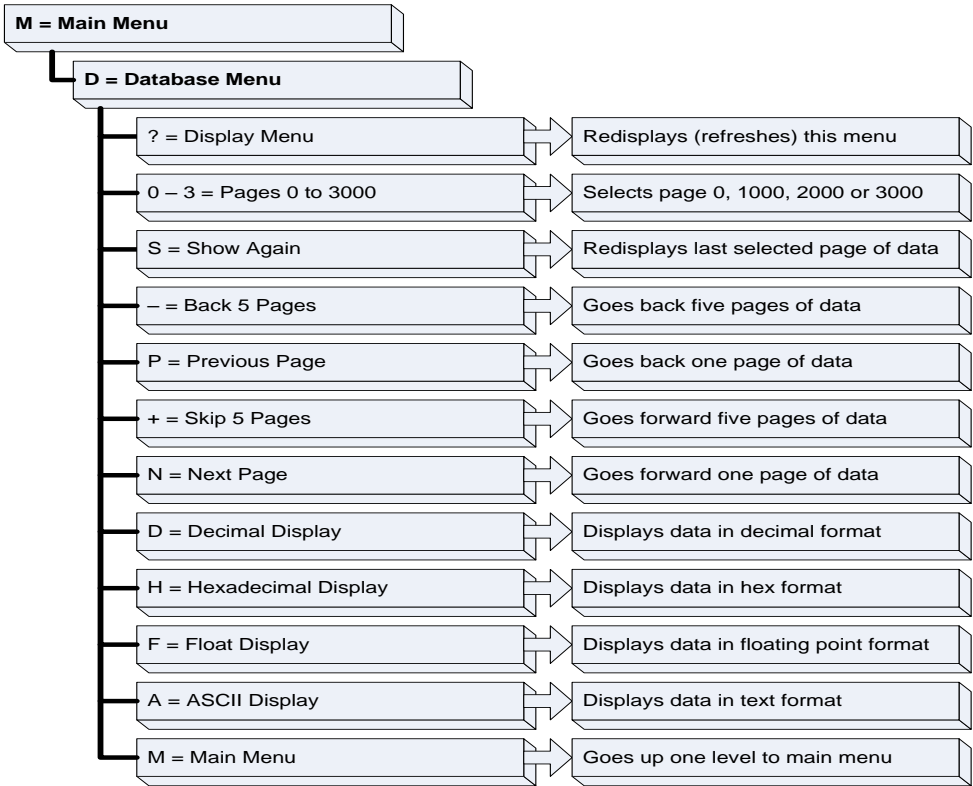 M = Main Menu
D = Database Menu
? = Display Menu
Redisplays (refreshes) this menu
0 – 3 = Pages 0 to 3000
Selects page 0, 1000, 2000 or 3000
S = Show Again
Redisplays last selected page of data
– = Back 5 Pages
Goes back five pages of data
P = Previous Page
Goes back one page of data
+ = Skip 5 Pages
Goes forward five pages of data
N = Next Page
Goes forward one page of data
D = Decimal Display
Displays data in decimal format
H = Hexadecimal Display
Displays data in hex format
F = Float Display
Displays data in floating point format
A = ASCII Display
Displays data in text format
M = Main Menu
Goes up one level to main menu